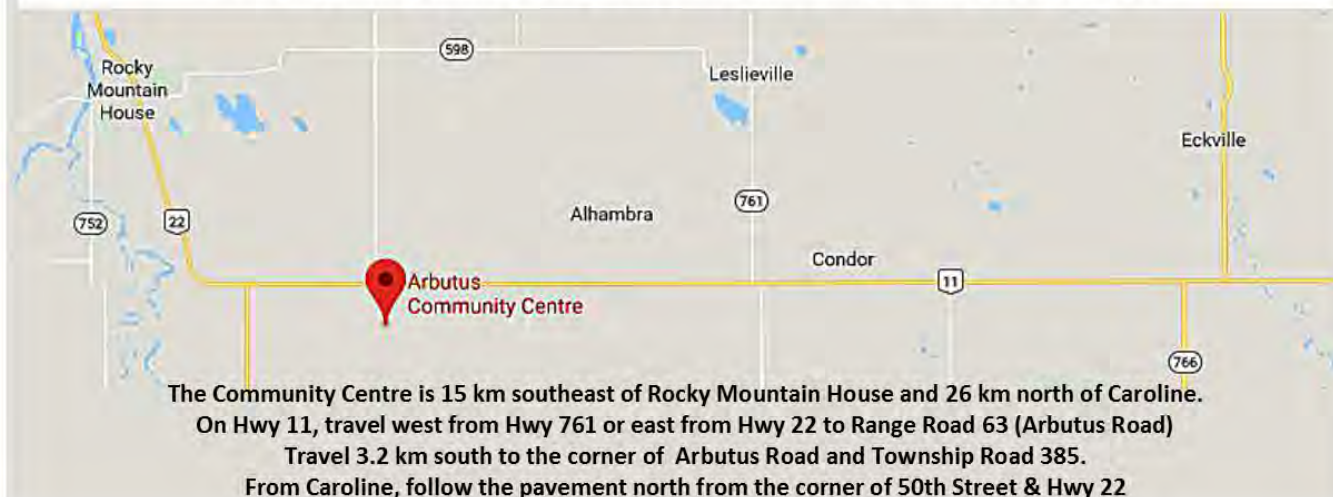 598
Rocky
Mountain
House
Leslieville
Eckville
752
22
Alhambra
761
Condor
11
Arbutus
Community Centre
766
The Community Centre is 15 km southeast of Rocky Mountain House and 26 km north of Caroline.
On Hwy 11, travel west from Hwy 761 or east from Hwy 22 to Range Road 63 (Arbutus Road)
Travel 3.2 km south to the corner of Arbutus Road and Township Road 385.
From Caroline, follow the pavement north from the corner of 50th Street & Hwy 22